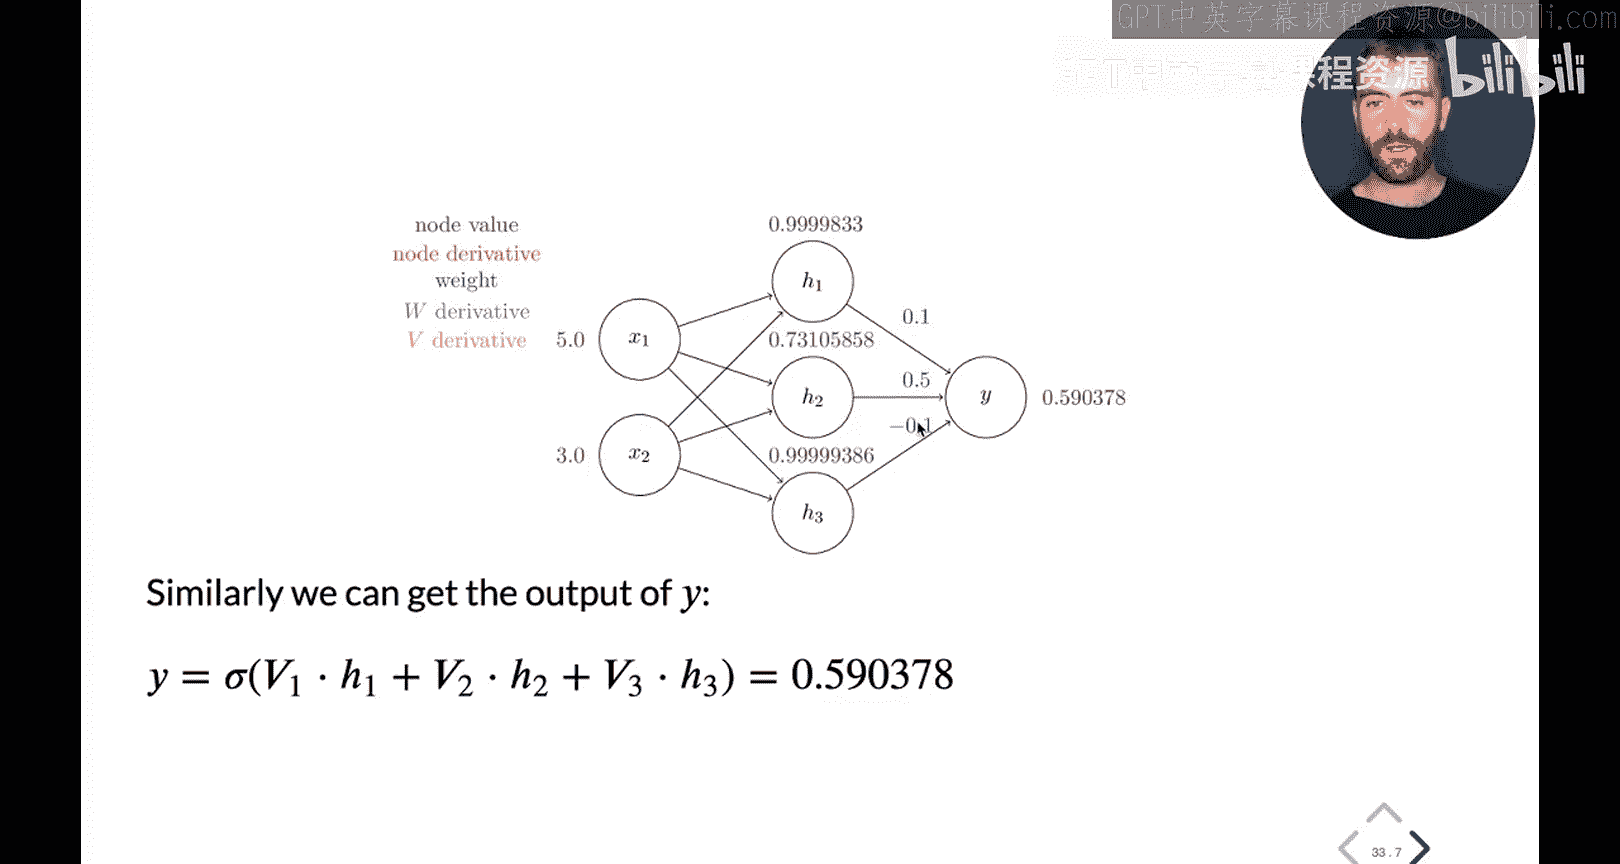 GPT中英字幕课程资源@bilibili.com
程资源 bilibili
node value
node derivative
weight
W derivative
V derivative
5.0
x1
3.0
x2
0.9999833
h1
0.73105858
h2
0.99999386
h3
0.1
0.5
y
0.590378
Similarly we can get the output of y:
y = σ(V₁ · h₁ + V₂ · h₂ + V₃ · h₃) = 0.590378
33.7